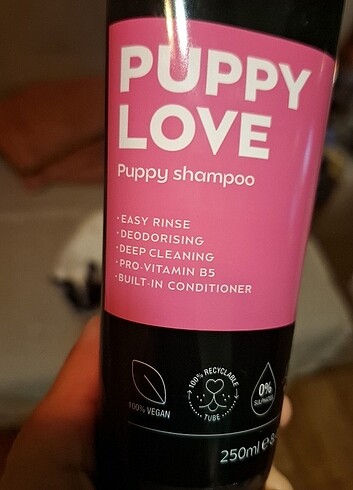 PUPPY
LOVE
Puppy shampoo
·EASY RINSE
·DEODORISING
·DEEP CLEANING
·PRO-VITAMIN B5
·BUILT-IN CONDITIONER
100% VEGAN
100% RECYCLABLE
TUBE
0%
SULPHATES
250ml e 8